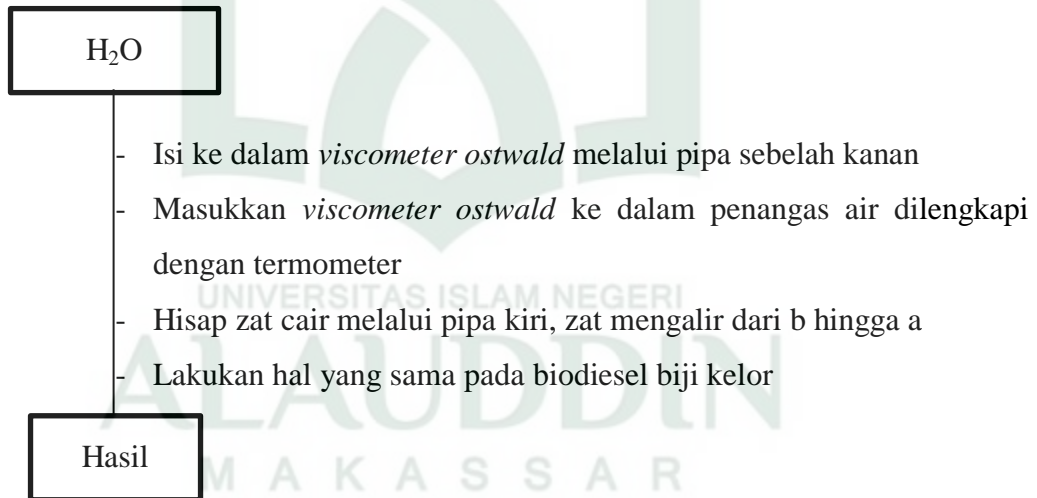 H₂O
- Isi ke dalam viscometer ostwald melalui pipa sebelah kanan
- Masukkan viscometer ostwald ke dalam penangas air dilengkapi
dengan termometer
UNIVERSITAS ISLAM NEGERI
- Hisap zat cair melalui pipa kiri, zat mengalir dari b hingga a
ALAUDDIN
- Lakukan hal yang sama pada biodiesel biji kelor
Hasil
MAKASSAR